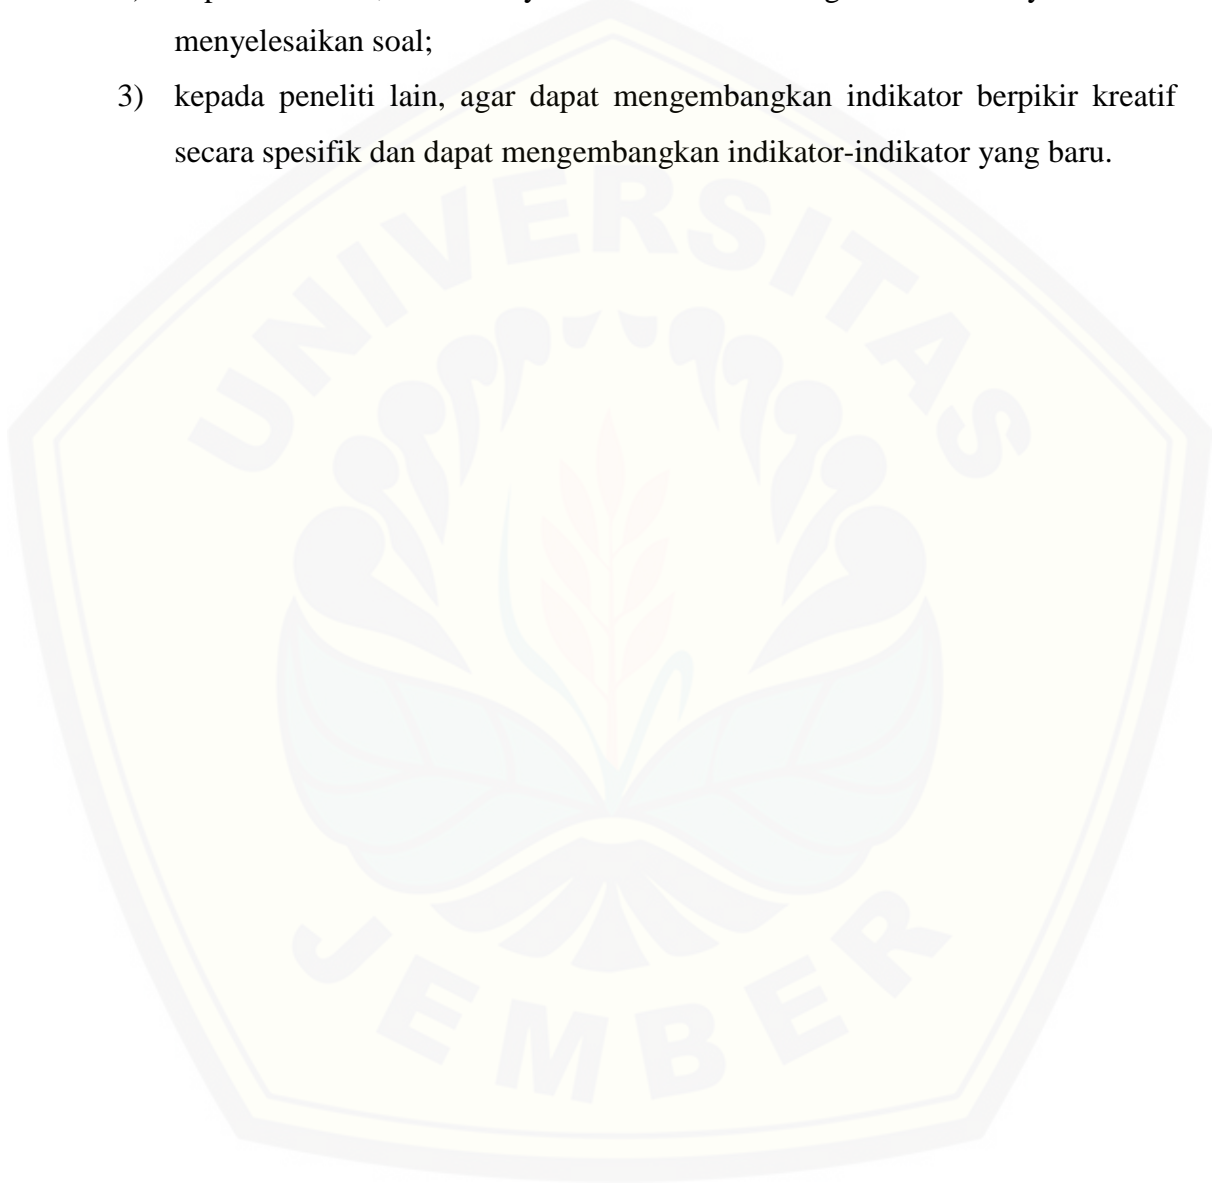 menyelesaikan soal;
3) kepada peneliti lain, agar dapat mengembangkan indikator berpikir kreatif
secara spesifik dan dapat mengembangkan indikator-indikator yang baru.
UNIVERSITAS
JEMBER